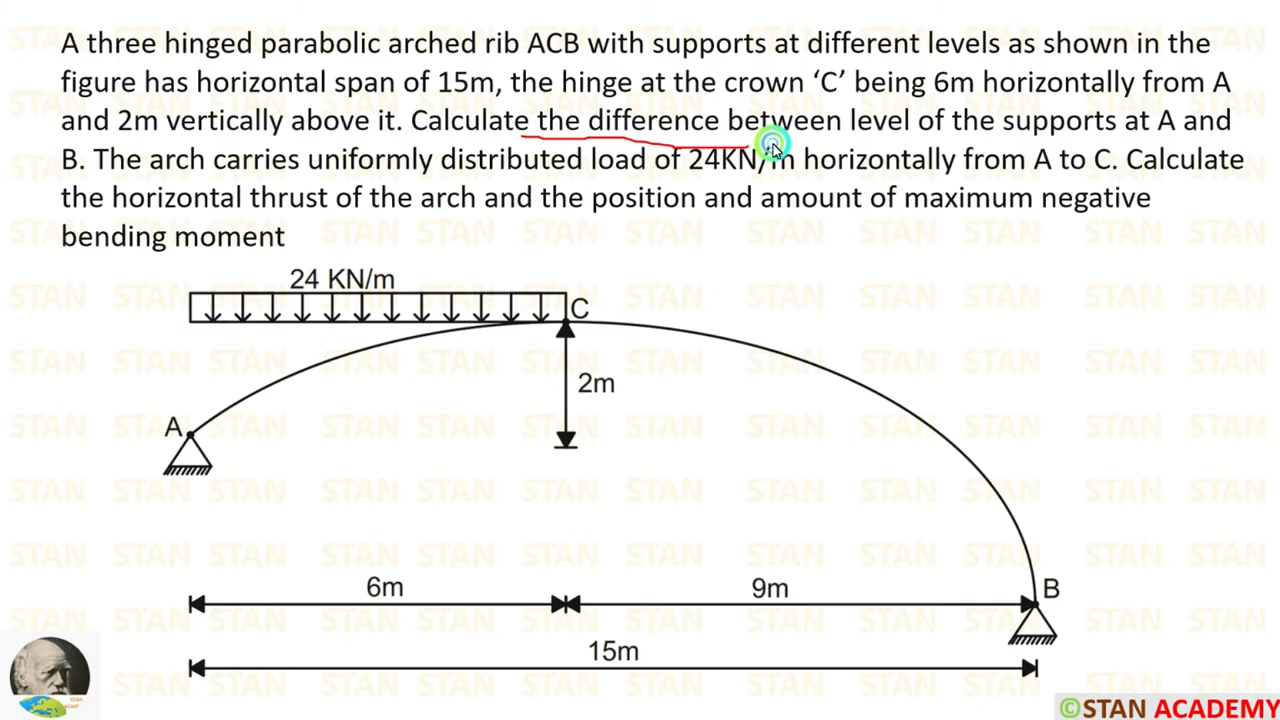 A three hinged parabolic arched rib ACB with supports at different levels as shown in the
figure has horizontal span of 15m, the hinge at the crown ‘C’ being 6m horizontally from A
and 2m vertically above it. Calculate the difference between level of the supports at A and
B. The arch carries uniformly distributed load of 24KN/m horizontally from A to C. Calculate
the horizontal thrust of the arch and the position and amount of maximum negative
bending moment
24 KN/m
C
2m
A
6m
9m
B
15m
©STAN ACADEMY